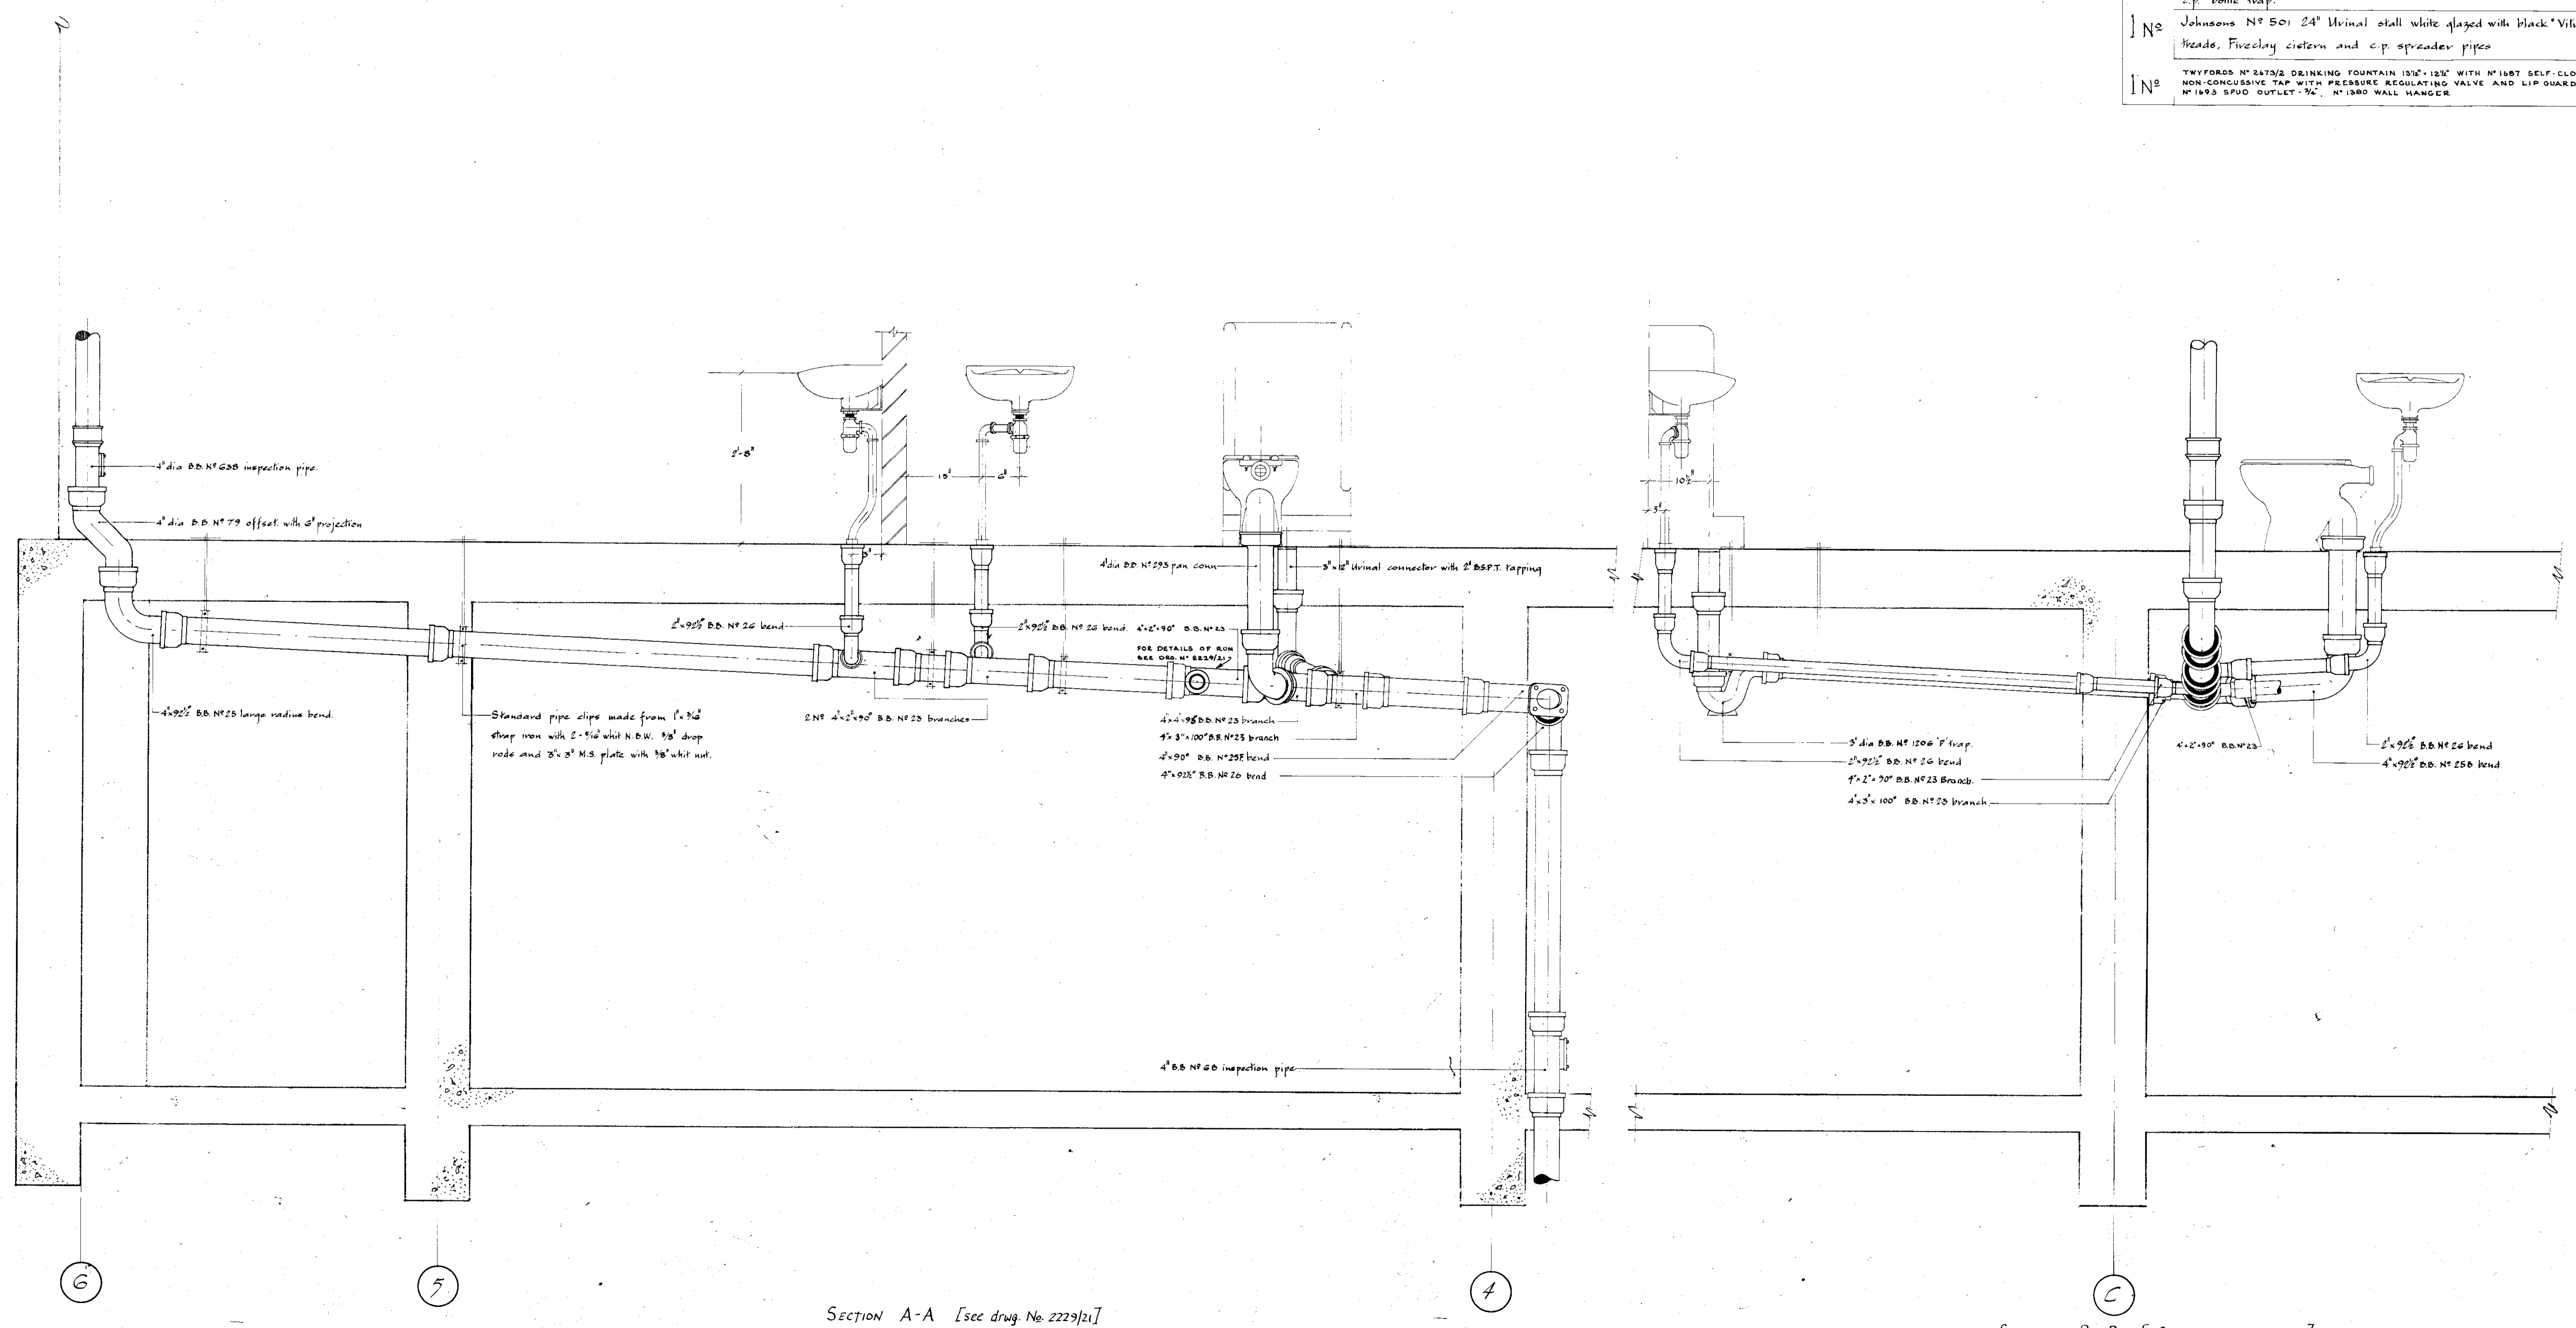 1 Nº Johnsons Nº 501 24" Urinal stall white glazed with black
treads, Fireclay cistern and c.p. spreader pipes
1 Nº TWYFORDS Nº 2673/2 DRINKING FOUNTAIN 13½" × 12½" WITH Nº 1687 SELF-CLO
NON-CONCUSSIVE TAP WITH PRESSURE REGULATING VALVE AND LIP GUARD
Nº 1693 SPUD OUTLET - ¾", Nº 1380 WALL HANGER
4" dia B.B. Nº 63B inspection pipe.
4" dia B.B. Nº 79 offset. with 6" projection
2'-8"
15" 6"
3"
10½"
3"
4" dia B.B. Nº 293 pan conn
3" x 12" Urinal connector with 2" B.S.P.T. tapping
2" x 92½° B.B. Nº 26 bend
2" x 92½° B.B. Nº 26 bend.
4" x 2" x 90° B.B. Nº 23
FOR DETAILS OF RUN
SEE DRG. Nº 2229/21
4" x 92½° B.B. Nº 25 large radius bend.
Standard pipe clips made from 1" x 3/16"
strap iron with 2 - 5/16" whit N.B.W. 3/8" drop
rods and 3" x 3" M.S. plate with 3/8" whit nut.
2 Nº 4" x 2" x 90° B.B. Nº 23 branches
4" x 4" x 95° B.B. Nº 23 branch
4" x 3" x 100° B.B. Nº 23 branch
4" x 90° B.B. Nº 25F bend
4" x 92½° B.B. Nº 26 bend
3" dia B.B. Nº 1206 'P' trap.
2" x 92½° B.B. Nº 26 bend
4" x 2" x 90° B.B. Nº 23 Branch.
4" x 3" x 100° B.B. Nº 23 branch.
4" x 2" x 90° B.B. Nº 23
2" x 92½° B.B. Nº 26 bend
4" x 92½° B.B. Nº 25B bend
4" B.B Nº 6B inspection pipe
6
5
4
C
SECTION A-A [see drwg. No. 2229/21]